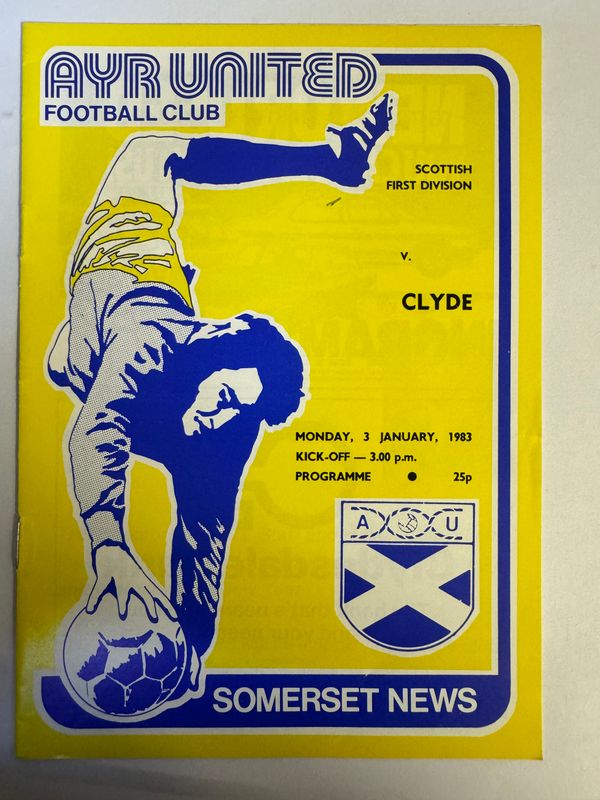 AYR UNITED
FOOTBALL CLUB
SCOTTISH
FIRST DIVISION
v.
CLYDE
MONDAY, 3 JANUARY, 1983
KICK-OFF — 3.00 p.m.
PROGRAMME ● 25p
A U
SOMERSET NEWS